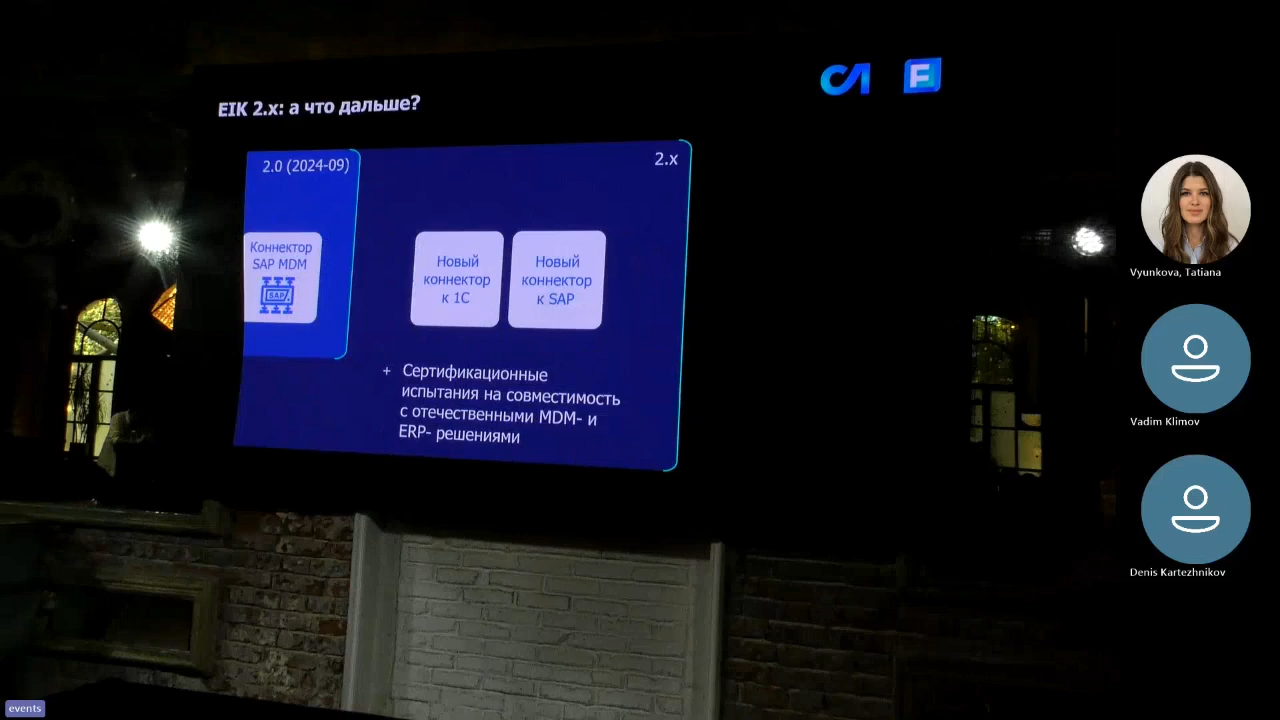 EIK 2.x: а что дальше?
F
2.0 (2024-09)
2.x
Коннектор
SAP MDM
SAP
Новый
коннектор
к 1С
Новый
коннектор
к SAP
+ Сертификационные
испытания на совместимость
с отечественными MDM- и
ERP- решениями
Vyunkova, Tatiana
Vadim Klimov
Denis Kartezhnikov
events